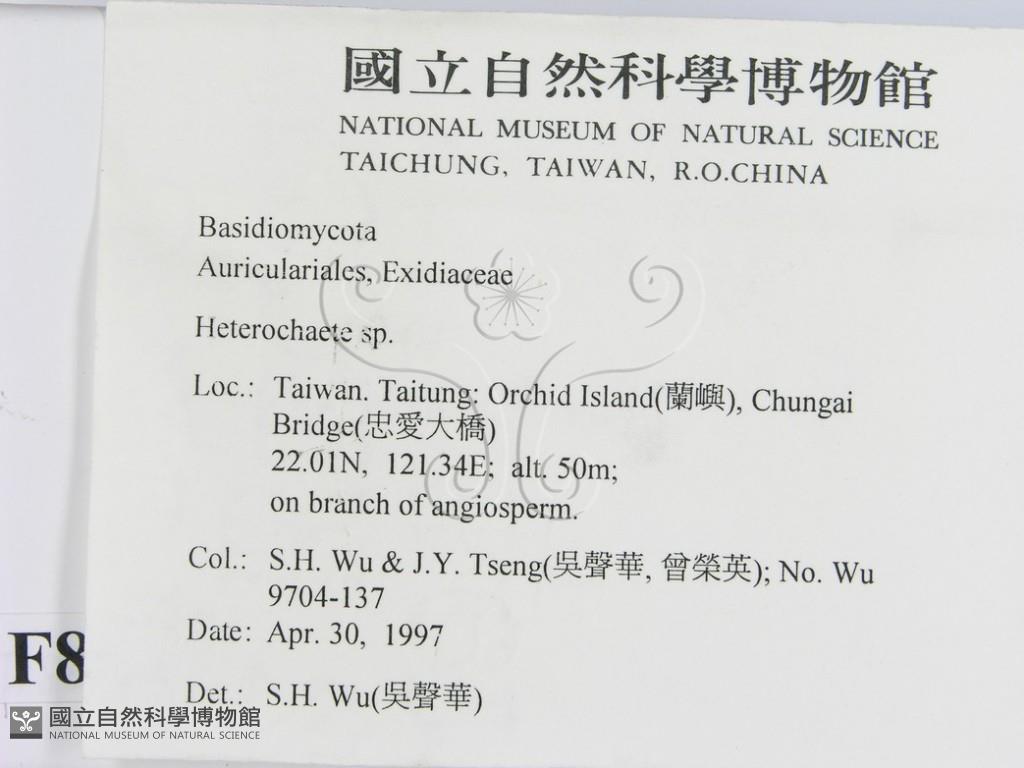 國立自然科學博物館
NATIONAL MUSEUM OF NATURAL SCIENCE
TAICHUNG, TAIWAN, R.O.CHINA
Basidiomycota
Auriculariales, Exidiaceae
Heterochaete sp.
Loc.: Taiwan. Taitung: Orchid Island(蘭嶼), Chungai
Bridge(忠愛大橋)
22.01N, 121.34E; alt. 50m;
on branch of angiosperm.
Col.: S.H. Wu & J.Y. Tseng(吳聲華, 曾榮英); No. Wu
9704-137
Date: Apr. 30, 1997
Det.: S.H. Wu(吳聲華)
F8
國立自然科學博物館
NATIONAL MUSEUM OF NATURAL SCIENCE